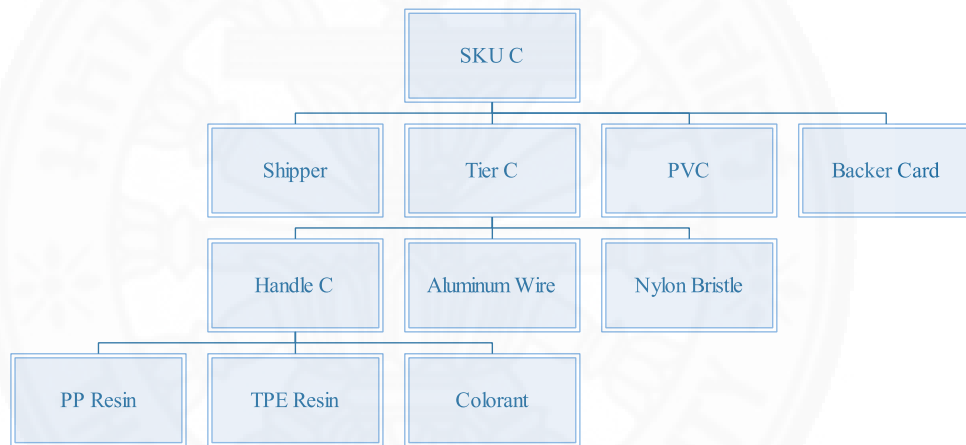 SKU C
Shipper
Tier C
PVC
Backer Card
Handle C
Aluminum Wire
Nylon Bristle
PP Resin
TPE Resin
Colorant